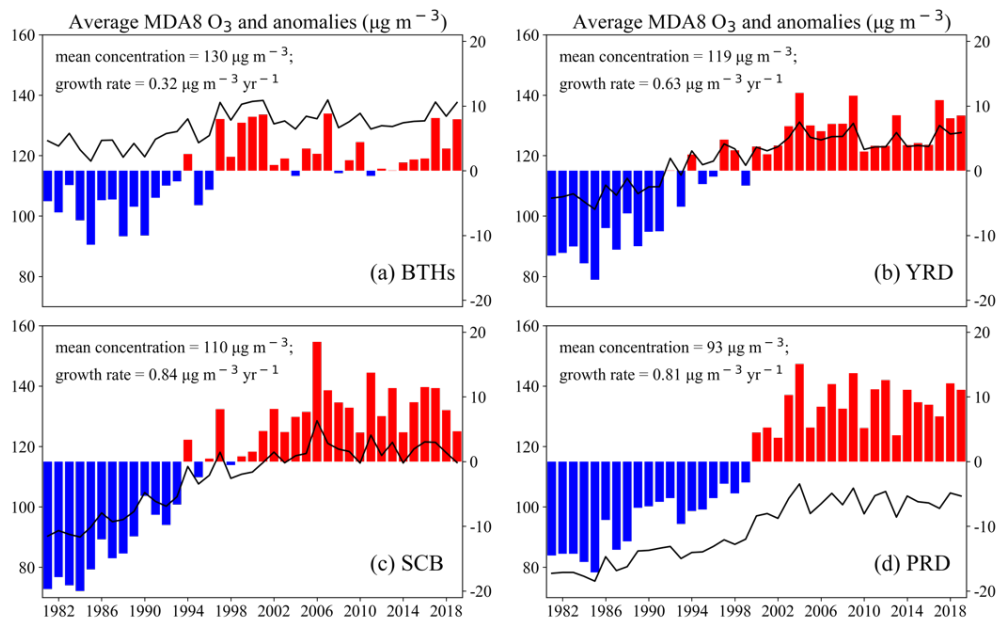 Average MDA8 O₃ and anomalies (μg m⁻³)
160
140
120
100
80
20
10
0
-10
-20
mean concentration = 130 μg m⁻³;
growth rate = 0.32 μg m⁻³ yr⁻¹
(a) BTHs
Average MDA8 O₃ and anomalies (μg m⁻³)
160
140
120
100
80
20
10
0
-10
-20
mean concentration = 119 μg m⁻³;
growth rate = 0.63 μg m⁻³ yr⁻¹
(b) YRD
160
140
120
100
80
20
10
0
-10
-20
mean concentration = 110 μg m⁻³;
growth rate = 0.84 μg m⁻³ yr⁻¹
(c) SCB
1982 1986 1990 1994 1998 2002 2006 2010 2014 2018
160
140
120
100
80
20
10
0
-10
-20
mean concentration = 93 μg m⁻³;
growth rate = 0.81 μg m⁻³ yr⁻¹
(d) PRD
1982 1986 1990 1994 1998 2002 2006 2010 2014 2018